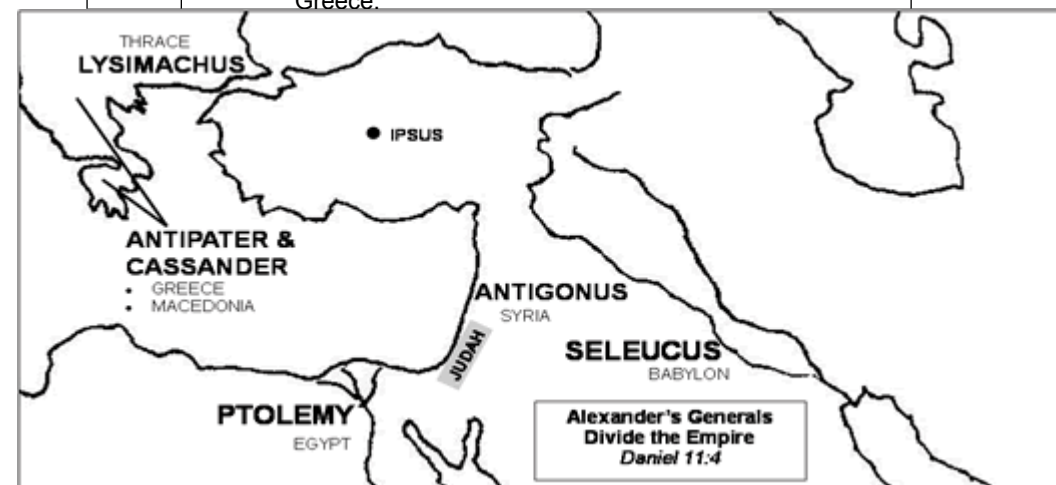 Greece.
THRACE
LYSIMACHUS
IPSUS
ANTIPATER &
CASSANDER
• GREECE
• MACEDONIA
ANTIGONUS
SYRIA
JUDAH
SELEUCUS
BABYLON
PTOLEMY
EGYPT
Alexander's Generals
Divide the Empire
Daniel 11:4